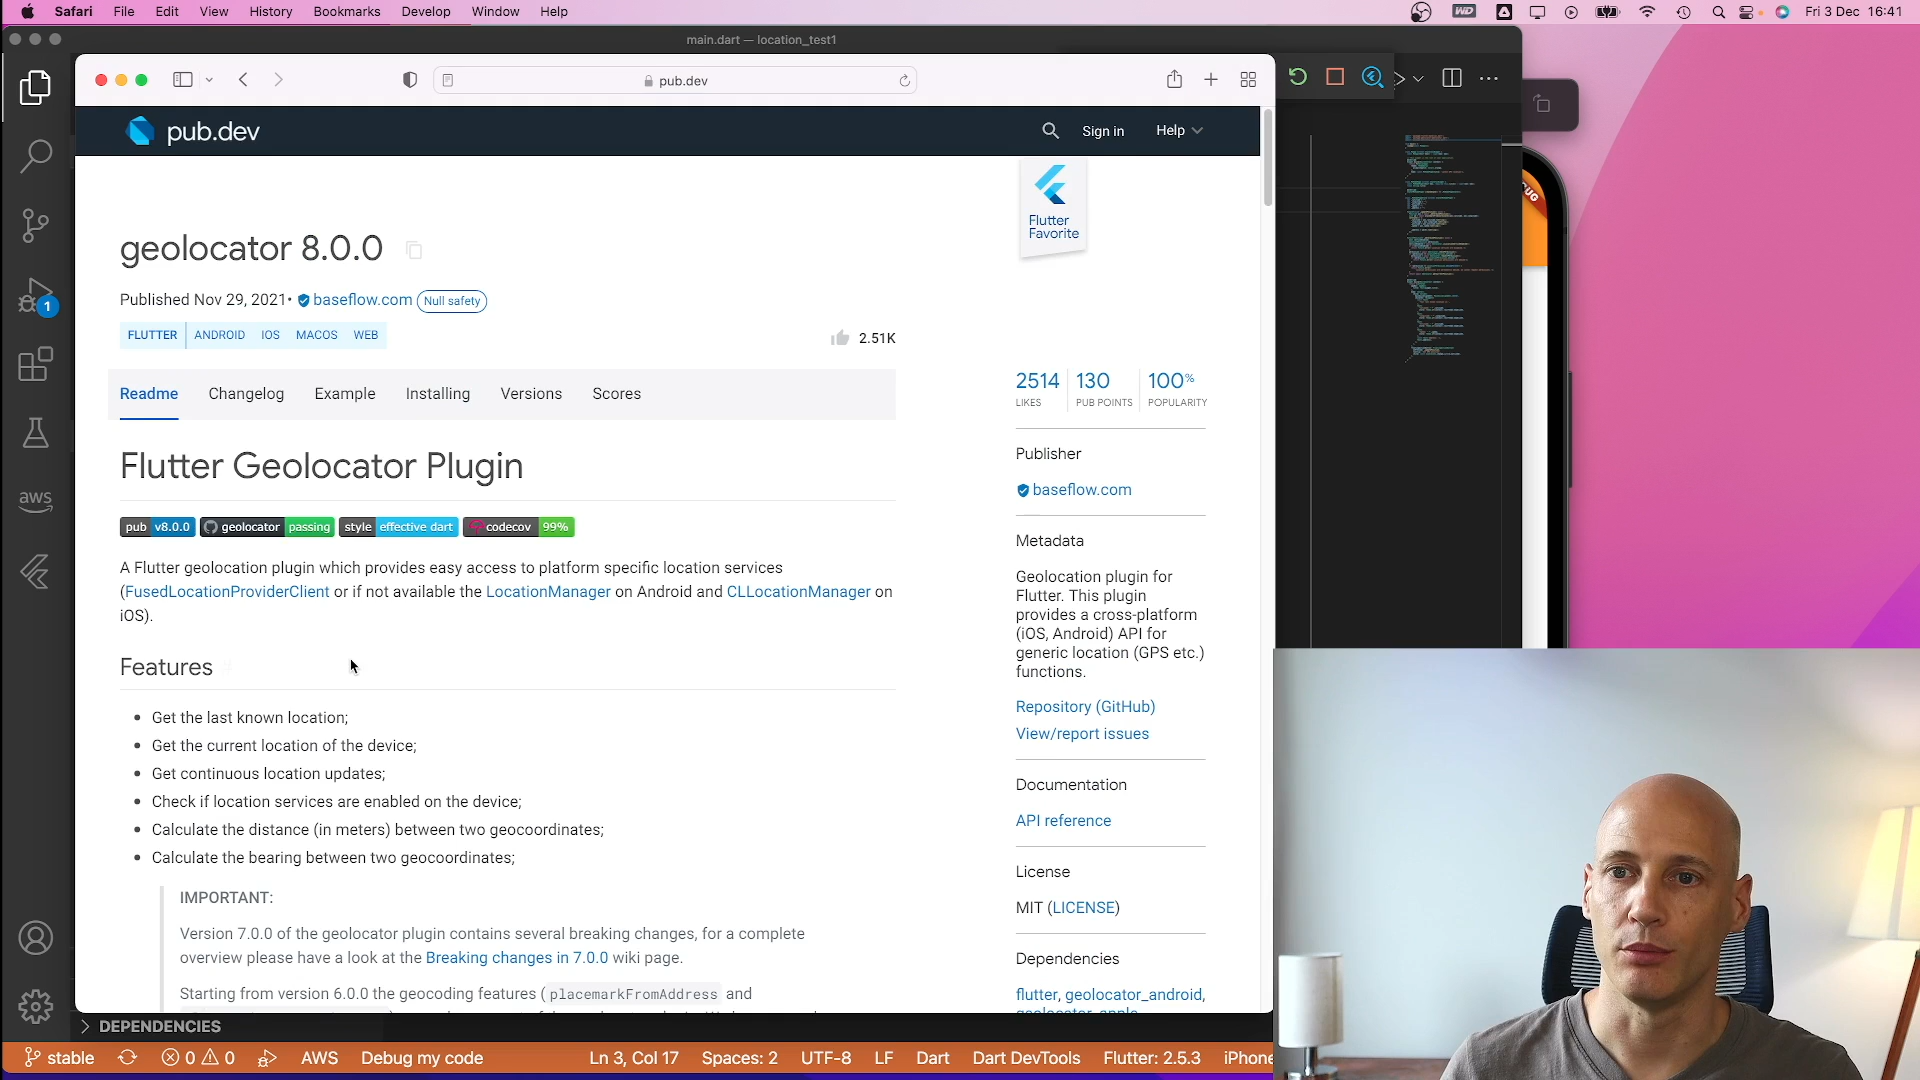 Safari File Edit View History Bookmarks Develop Window Help
WD
Fri 3 Dec 16:41
main.dart — location_test1
pub.dev
pub.dev
Sign in
Help
Flutter
Favorite
geolocator 8.0.0
Published Nov 29, 2021 • baseflow.com Null safety
FLUTTER ANDROID IOS MACOS WEB
2.51K
Readme Changelog Example Installing Versions Scores
2514 130 100%
LIKES PUB POINTS POPULARITY
Flutter Geolocator Plugin
pub v8.0.0 geolocator passing style effective dart codecov 99%
A Flutter geolocation plugin which provides easy access to platform specific location services
(FusedLocationProviderClient or if not available the LocationManager on Android and CLLocationManager on
iOS).
Features #
• Get the last known location;
• Get the current location of the device;
• Get continuous location updates;
• Check if location services are enabled on the device;
• Calculate the distance (in meters) between two geocoordinates;
• Calculate the bearing between two geocoordinates;
IMPORTANT:
Version 7.0.0 of the geolocator plugin contains several breaking changes, for a complete
overview please have a look at the Breaking changes in 7.0.0 wiki page.
Starting from version 6.0.0 the geocoding features (placemarkFromAddress and
Publisher
baseflow.com
Metadata
Geolocation plugin for
Flutter. This plugin
provides a cross-platform
(iOS, Android) API for
generic location (GPS etc.)
functions.
Repository (GitHub)
View/report issues
Documentation
API reference
License
MIT (LICENSE)
Dependencies
flutter, geolocator_android,
1
aws
DEPENDENCIES
stable 0 0 AWS Debug my code Ln 3, Col 17 Spaces: 2 UTF-8 LF Dart Dart DevTools Flutter: 2.5.3 iPhone